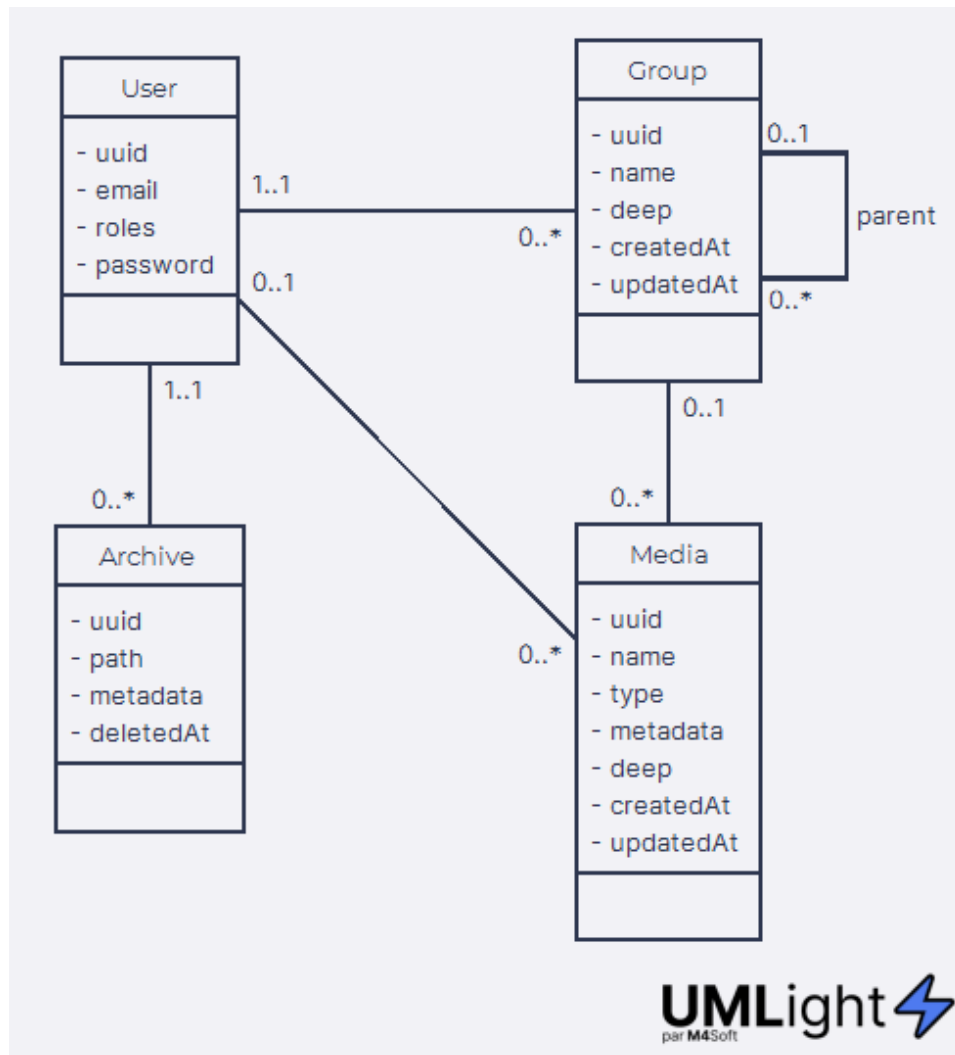 User
- uuid
- email
- roles
- password
Group
- uuid
- name
- deep
- createdAt
- updatedAt
0..1
parent
0..*
1..1
0..*
0..1
0..*
1..1
0..*
0..1
0..*
Archive
- uuid
- path
- metadata
- deletedAt
Media
- uuid
- name
- type
- metadata
- deep
- createdAt
- updatedAt
UMLight
par M4Soft